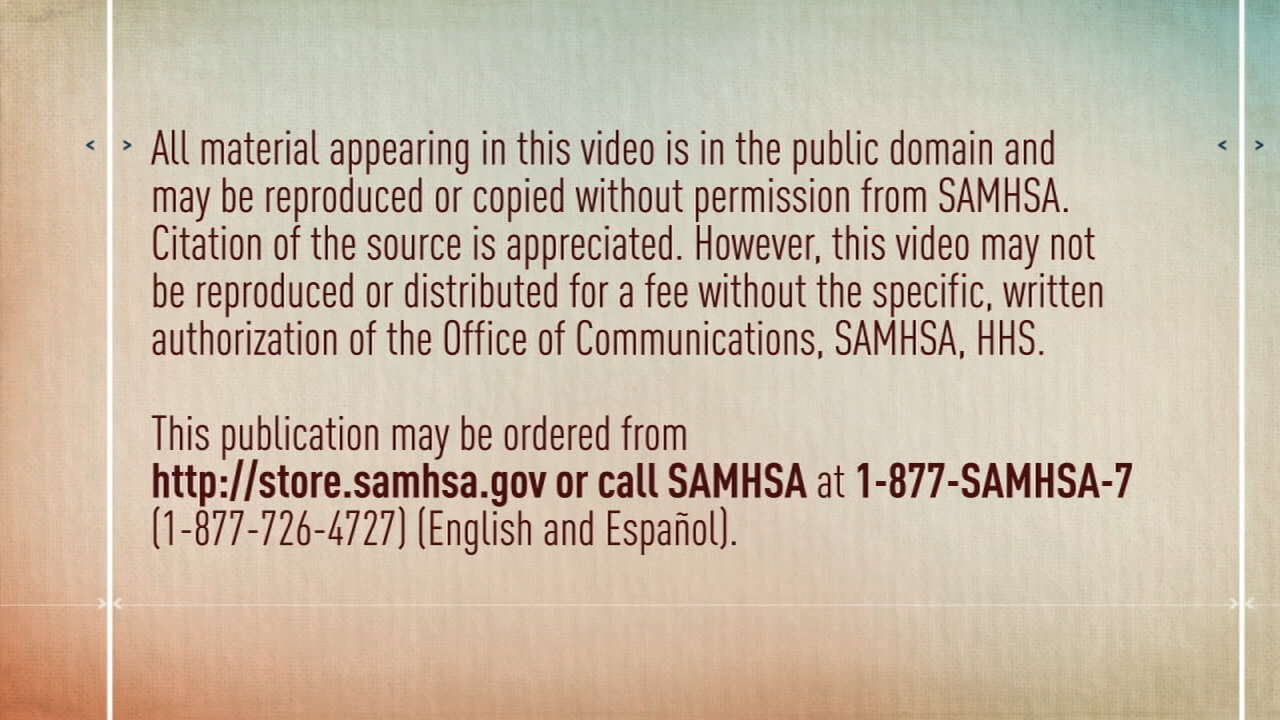 All material appearing in this video is in the public domain and
may be reproduced or copied without permission from SAMHSA.
Citation of the source is appreciated. However, this video may not
be reproduced or distributed for a fee without the specific, written
authorization of the Office of Communications, SAMHSA, HHS.
This publication may be ordered from
http://store.samhsa.gov or call SAMHSA at 1-877-SAMHSA-7
(1-877-726-4727) (English and Español).